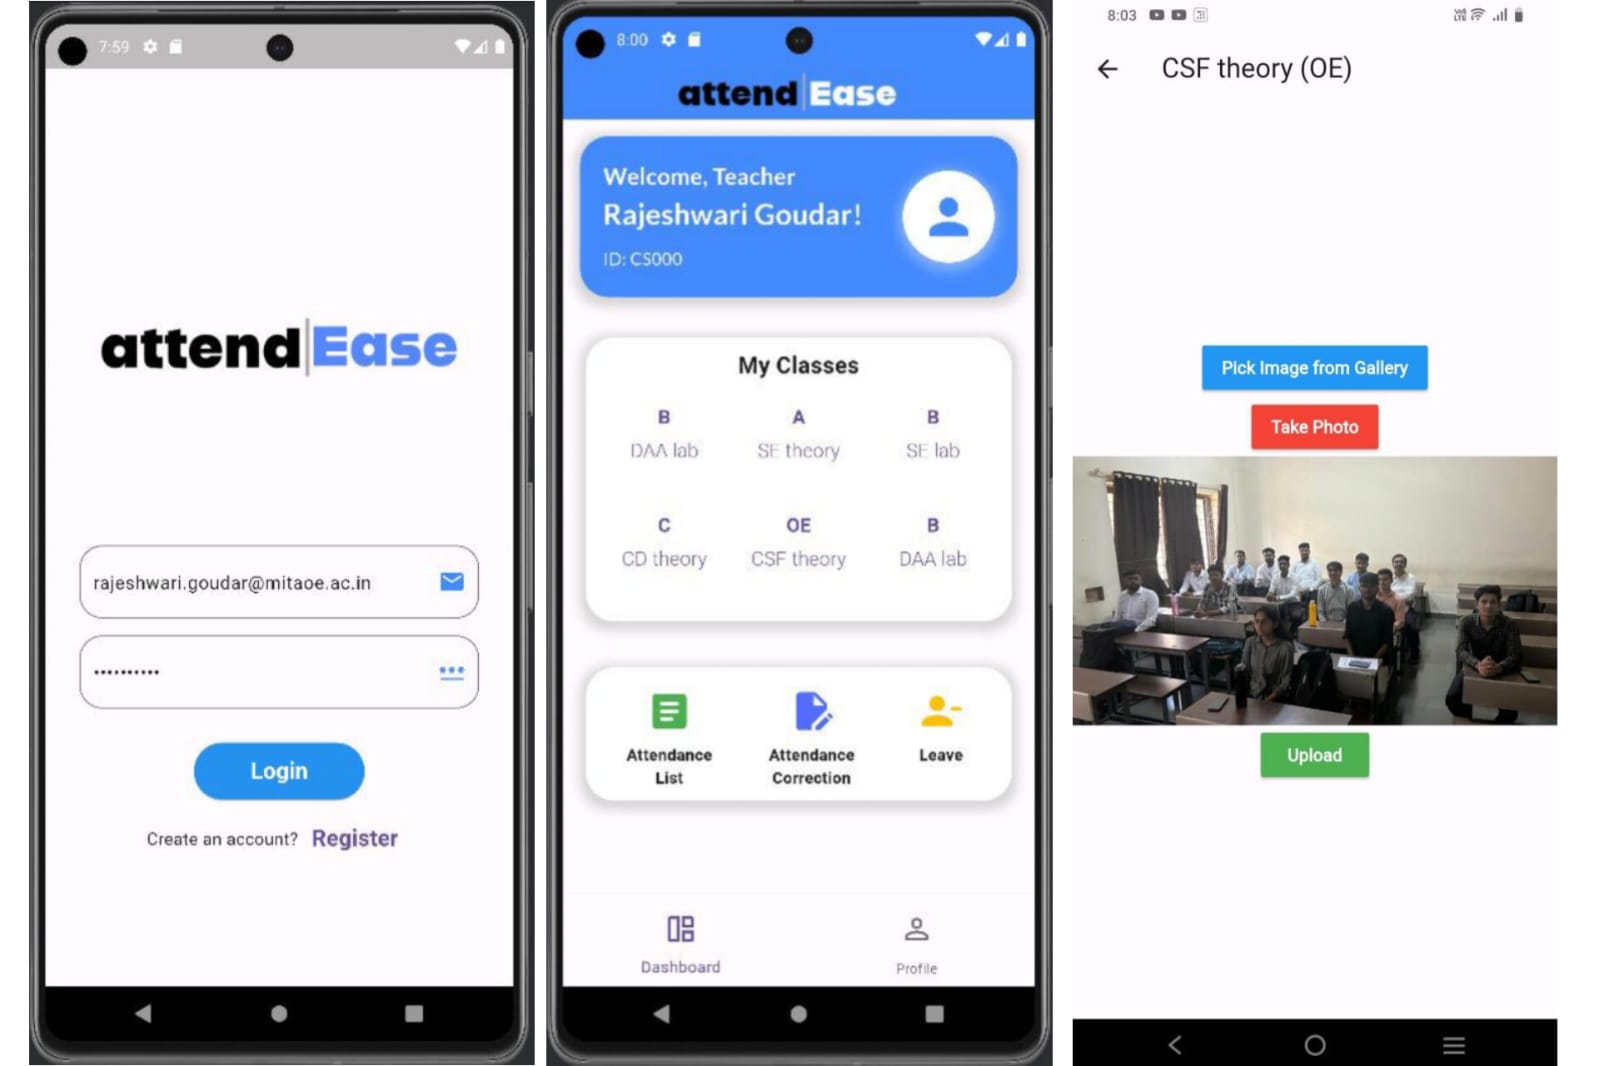 7:59
attend Ease
rajeshwari.goudar@mitaoe.ac.in
Login
Create an account? Register
8:00
attend Ease
Welcome, Teacher
Rajeshwari Goudar!
ID: CS000
My Classes
B A B
DAA lab SE theory SE lab
C OE B
CD theory CSF theory DAA lab
Attendance List
Attendance Correction
Leave
Dashboard
Profile
8:03
CSF theory (OE)
Pick Image from Gallery
Take Photo
Upload